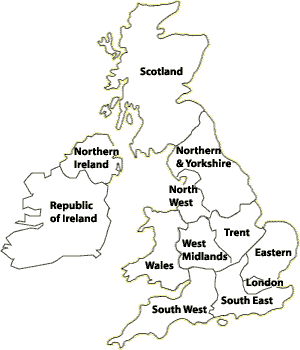 Scotland
Northern
Ireland
Northern
& Yorkshire
Republic
of Ireland
North
West
Trent
West
Midlands
Eastern
Wales
London
South West
South East